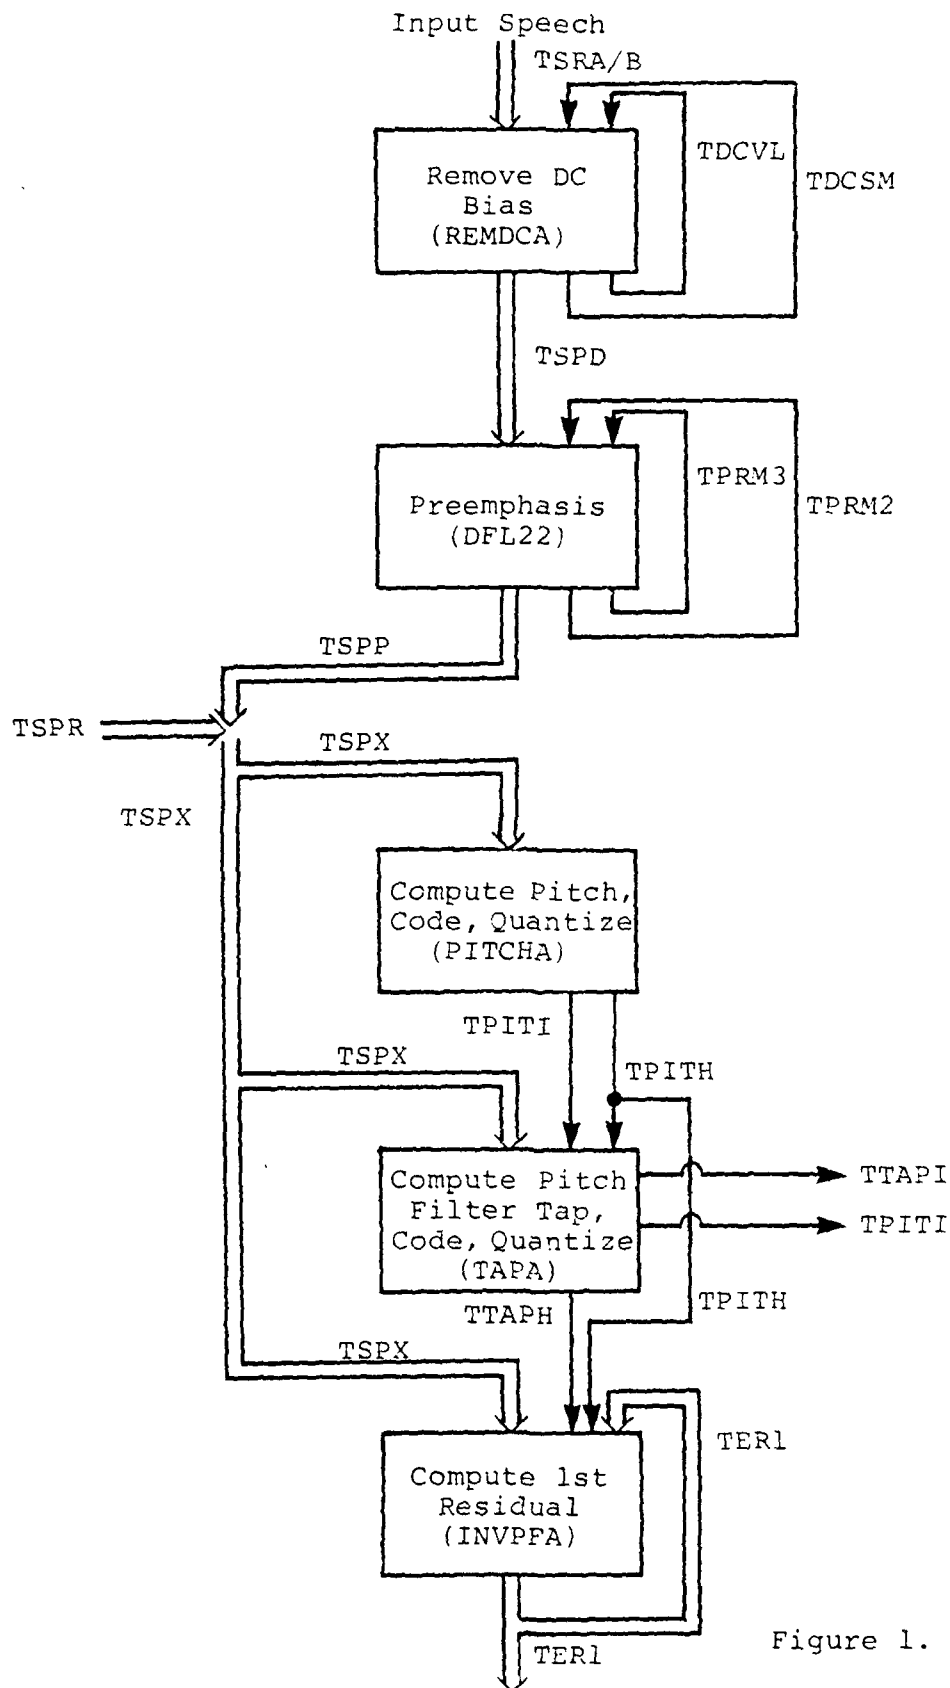 Input Speech
TSRA/B
TDCVL
TDCSM
Remove DC
Bias
(REMDCA)
TSPD
TPRM3
TPRM2
Preemphasis
(DFL22)
TSPP
TSPR
TSPX
TSPX
Compute Pitch,
Code, Quantize
(PITCHA)
TPITI
TSPX
TPITH
Compute Pitch
Filter Tap,
Code, Quantize
(TAPA)
TTAPI
TPITI
TTAPH
TPITH
TSPX
TER1
Compute 1st
Residual
(INVPFA)
TER1
Figure 1.